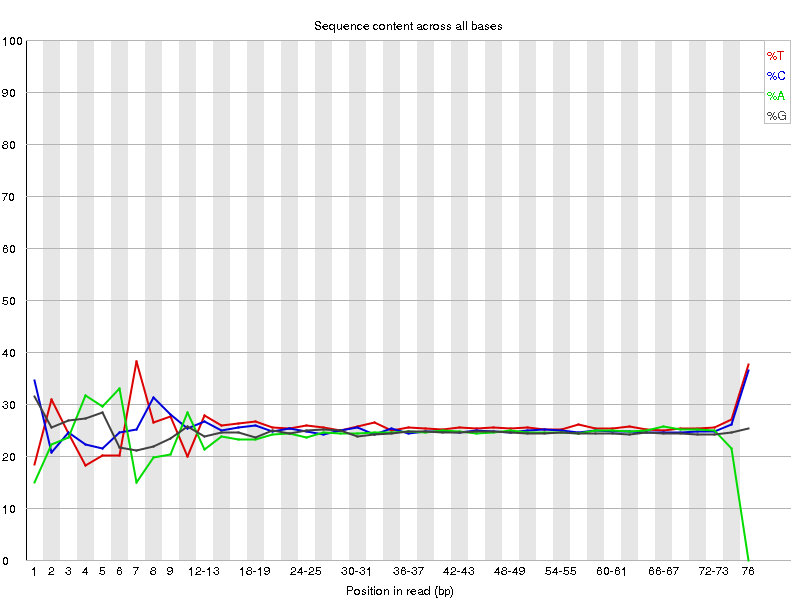 Sequence content across all bases
100
90
80
70
60
50
40
30
20
10
0
%T
%C
%A
%G
1 2 3 4 5 6 7 8 9 12-13 18-19 24-25 30-31 36-37 42-43 48-49 54-55 60-61 66-67 72-73 76
Position in read (bp)